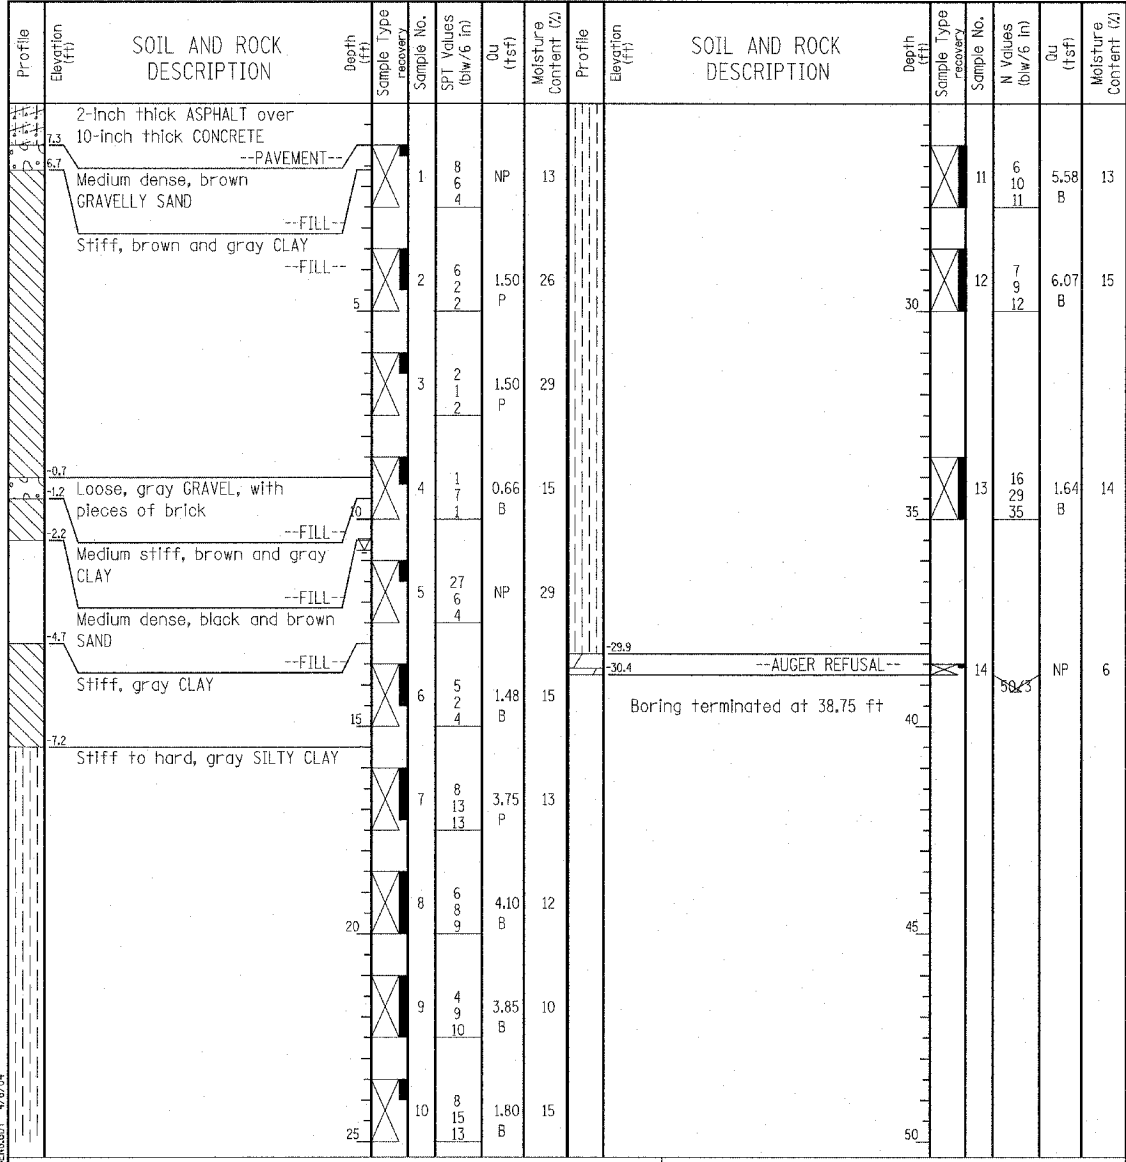 Profile
Elevation (ft)
SOIL AND ROCK
DESCRIPTION
Depth (ft)
Sample Type
recovery
Sample No.
SPT Values (blw/6 in)
Qu (tsf)
Moisture Content (%)
Profile
Elevation (ft)
SOIL AND ROCK
DESCRIPTION
Depth (ft)
Sample Type
recovery
Sample No.
N Values (blw/6 in)
Qu (tsf)
Moisture Content (%)
2-inch thick ASPHALT over
7.3 10-inch thick CONCRETE
--PAVEMENT--
6.7 Medium dense, brown
GRAVELLY SAND
--FILL--
Stiff, brown and gray CLAY
--FILL--
5
-0.7
-1.2 Loose, gray GRAVEL, with
pieces of brick
10
--FILL--
-2.2
Medium stiff, brown and gray
CLAY
--FILL--
Medium dense, black and brown
-4.7 SAND
--FILL--
Stiff, gray CLAY
15
-7.2
Stiff to hard, gray SILTY CLAY
20
25
1 8 6 4 NP 13
2 6 2 2 1.50 P 26
3 2 1 2 1.50 P 29
4 1 7 1 0.66 B 15
5 27 6 4 NP 29
6 5 2 4 1.48 B 15
7 8 13 13 3.75 P 13
8 6 8 9 4.10 B 12
9 4 9 10 3.85 B 10
10 8 15 13 1.80 B 15
11 6 10 11 5.58 B 13
12 7 9 12 6.07 B 15
30
13 16 29 35 1.64 B 14
35
-29.9
-30.4 --AUGER REFUSAL--
14 50/3 NP 6
Boring terminated at 38.75 ft
40
45
50